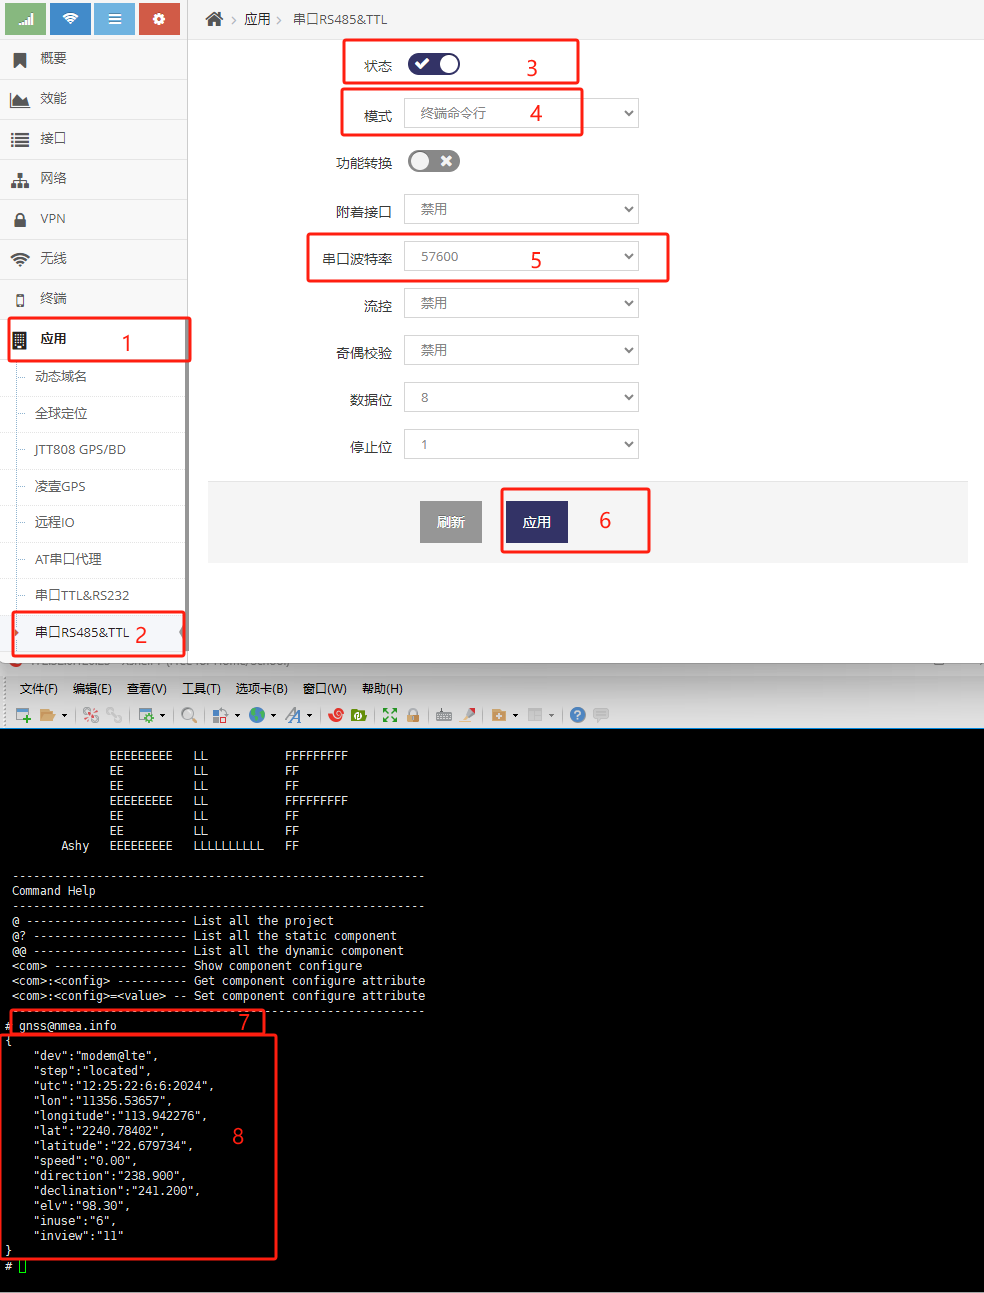 应用 串口RS485&TTL
概要
效能
接口
网络
VPN
无线
终端
应用 1
动态域名
全球定位
JTT808 GPS/BD
凌壹GPS
远程IO
AT串口代理
串口TTL&RS232
串口RS485&TTL 2
状态 3
模式 终端命令行 4
功能转换
附着接口 禁用
串口波特率 57600 5
流控 禁用
奇偶校验 禁用
数据位 8
停止位 1
刷新 应用 6
文件(F) 编辑(E) 查看(V) 工具(T) 选项卡(B) 窗口(W) 帮助(H)
EEEEEEEEE LL FFFFFFFFF
EE LL FF
EE LL FF
EEEEEEEEE LL FFFFFFFFF
EE LL FF
EE LL FF
Ashy EEEEEEEEE LLLLLLLLLL FF
-----------------------------------------------------------
Command Help
-----------------------------------------------------------
@ ----------------------- List all the project
@? ---------------------- List all the static component
@@ ---------------------- List all the dynamic component
<com> ------------------- Show component configure
<com>:<config> ---------- Get component configure attribute
<com>:<config>=<value> -- Set component configure attribute
-----------------------------------------------------------
# gnss@nmea.info 7
{
"dev":"modem@lte",
"step":"located",
"utc":"12:25:22:6:6:2024",
"lon":"11356.53657",
"longitude":"113.942276",
"lat":"2240.78402",
"latitude":"22.679734",
"speed":"0.00",
"direction":"238.900",
"declination":"241.200",
"elv":"98.30",
"inuse":"6",
"inview":"11"
}
8
#